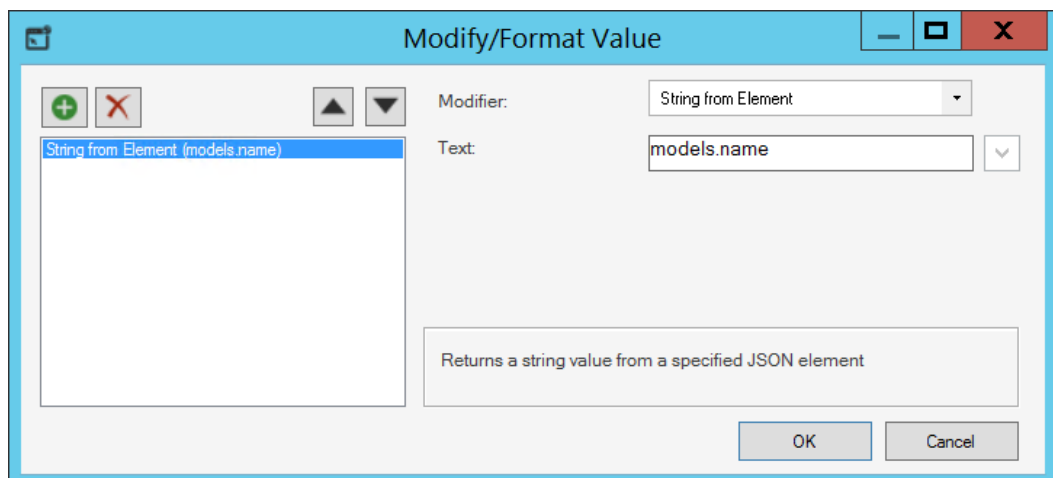 Modify/Format Value
Modifier:
String from Element
String from Element (models.name)
Text:
models.name
Returns a string value from a specified JSON element
OK
Cancel